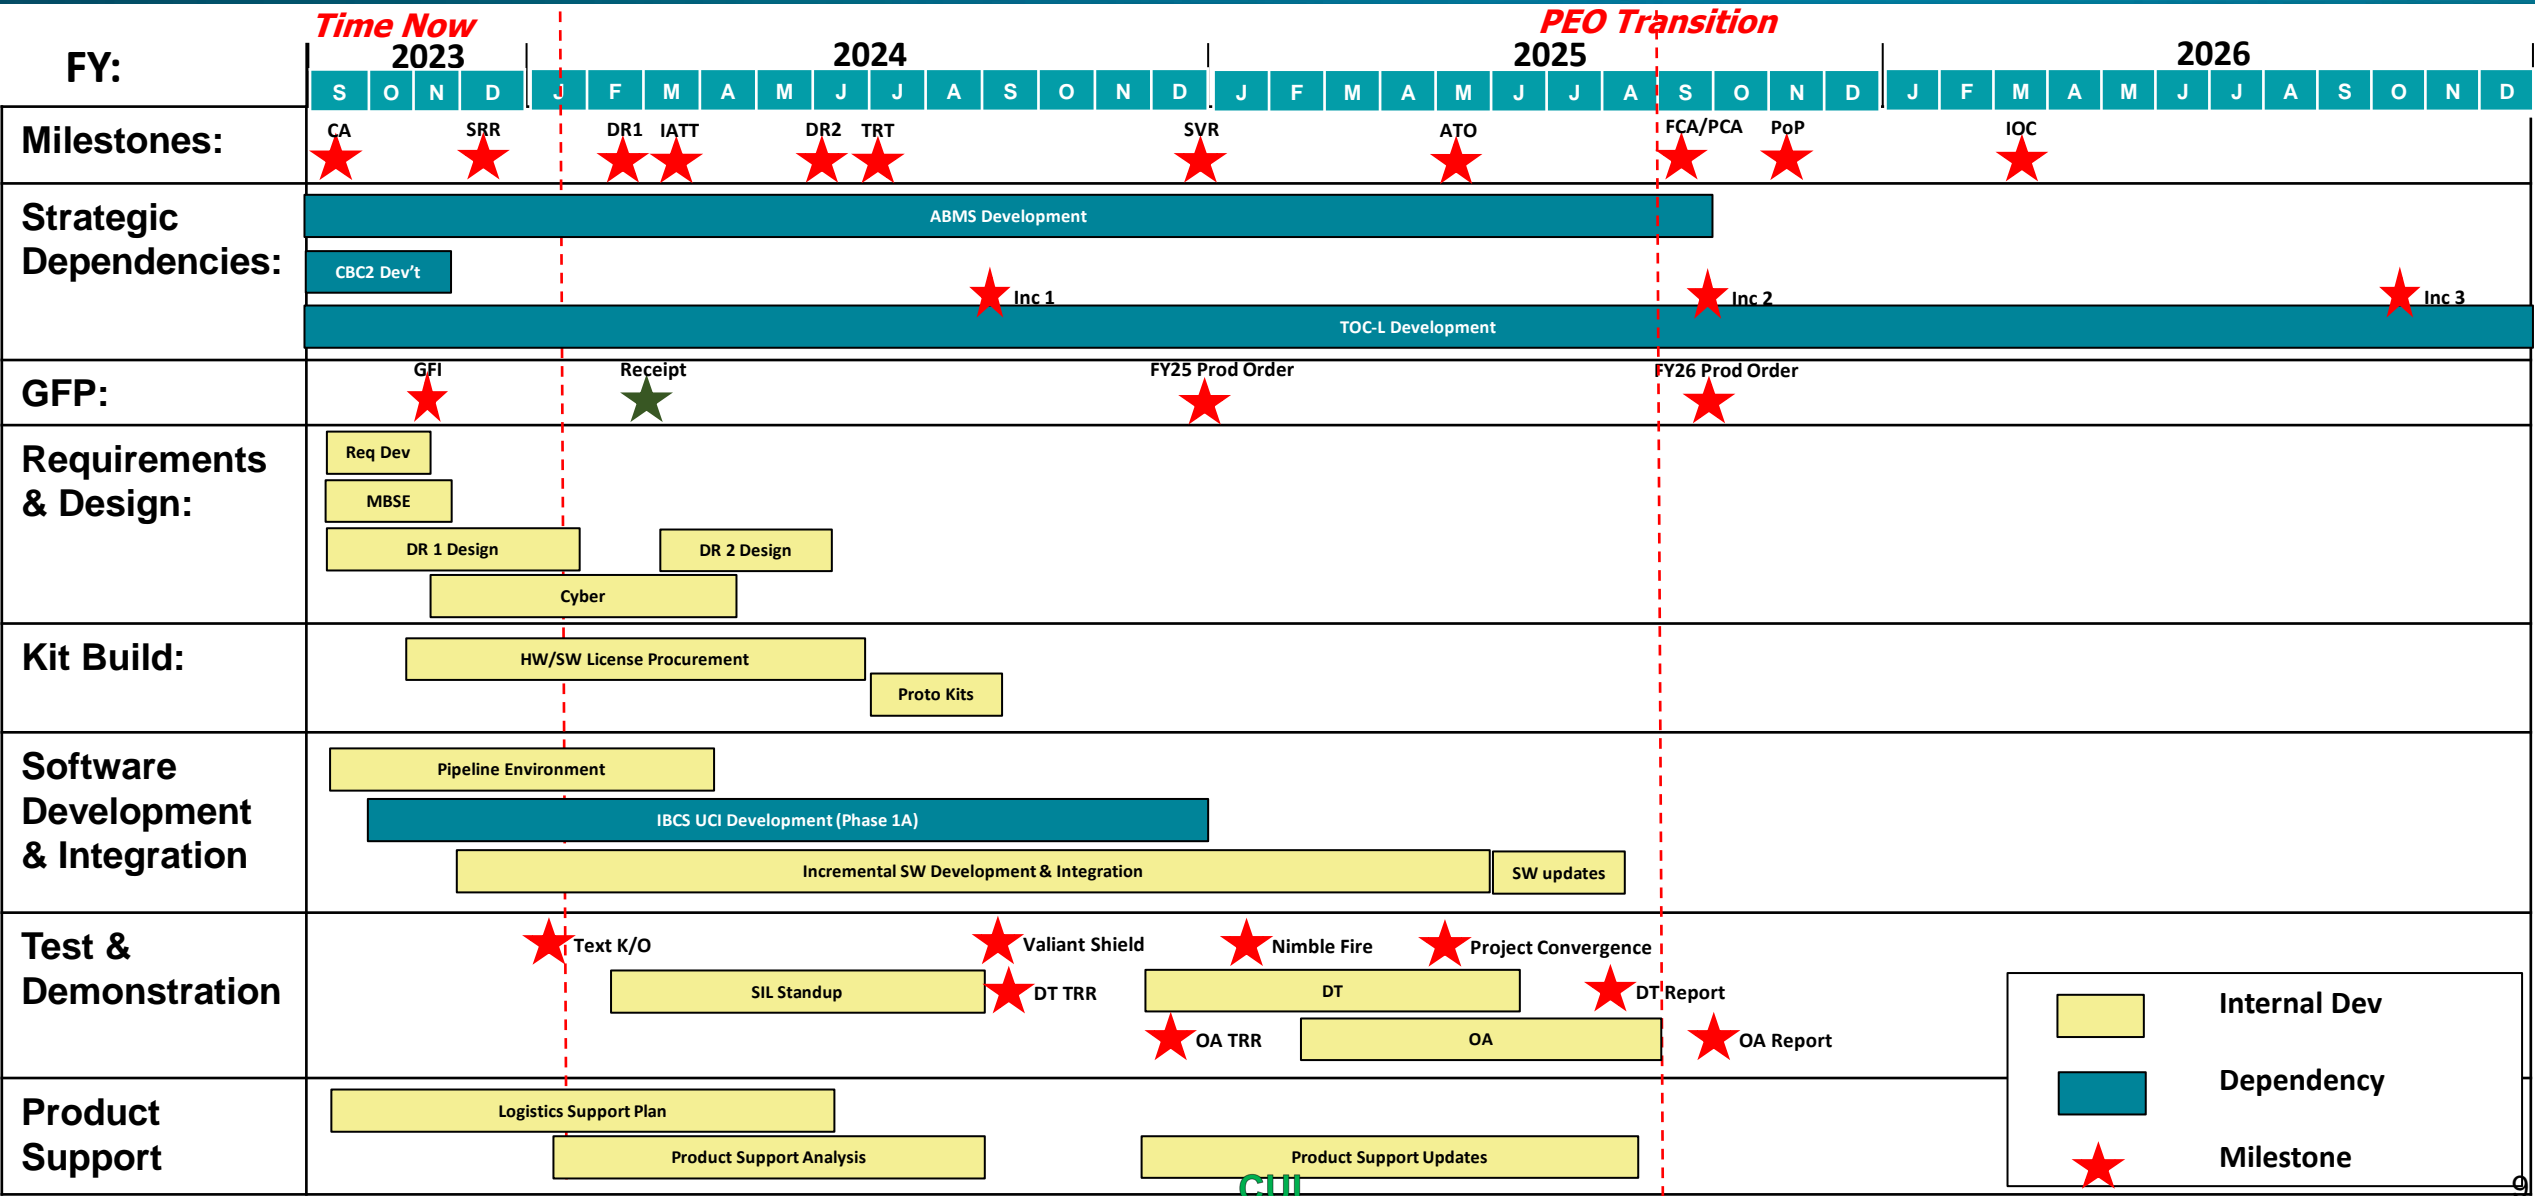 Time Now
PEO Transition
FY:
2023
2024
2025
2026
S O N D J F M A M J J A S O N D J F M A M J J A S O N D J F M A M J J A S O N D
Milestones:
CA
SRR
DR1
IATT
DR2
TRT
SVR
ATO
FCA/PCA
PoP
IOC
Strategic
Dependencies:
ABMS Development
CBC2 Dev't
Inc 1
Inc 2
Inc 3
TOC-L Development
GFP:
GFI
Receipt
FY25 Prod Order
FY26 Prod Order
Requirements
& Design:
Req Dev
MBSE
DR 1 Design
DR 2 Design
Cyber
Kit Build:
HW/SW License Procurement
Proto Kits
Software
Development
& Integration
Pipeline Environment
IBCS UCI Development (Phase 1A)
Incremental SW Development & Integration
SW updates
Test &
Demonstration
Text K/O
Valiant Shield
Nimble Fire
Project Convergence
SIL Standup
DT TRR
DT
DT Report
OA TRR
OA
OA Report
Product
Support
Logistics Support Plan
Product Support Analysis
Product Support Updates
Internal Dev
Dependency
Milestone
CUI
9